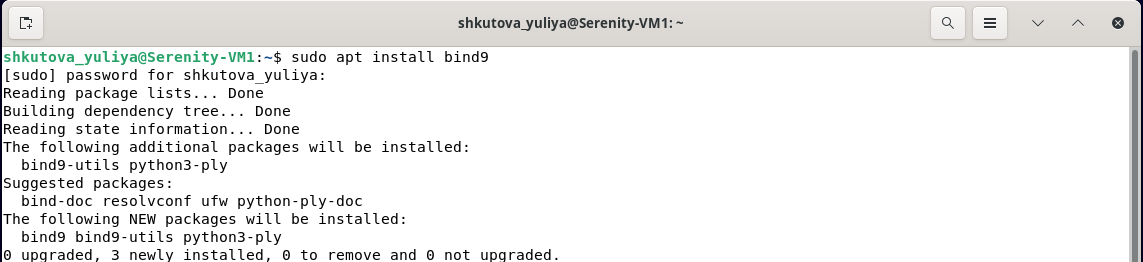 shkutova_yuliya@Serenity-VM1: ~
shkutova_yuliya@Serenity-VM1:~$ sudo apt install bind9
[sudo] password for shkutova_yuliya:
Reading package lists... Done
Building dependency tree... Done
Reading state information... Done
The following additional packages will be installed:
  bind9-utils python3-ply
Suggested packages:
  bind-doc resolvconf ufw python-ply-doc
The following NEW packages will be installed:
  bind9 bind9-utils python3-ply
0 upgraded, 3 newly installed, 0 to remove and 0 not upgraded.